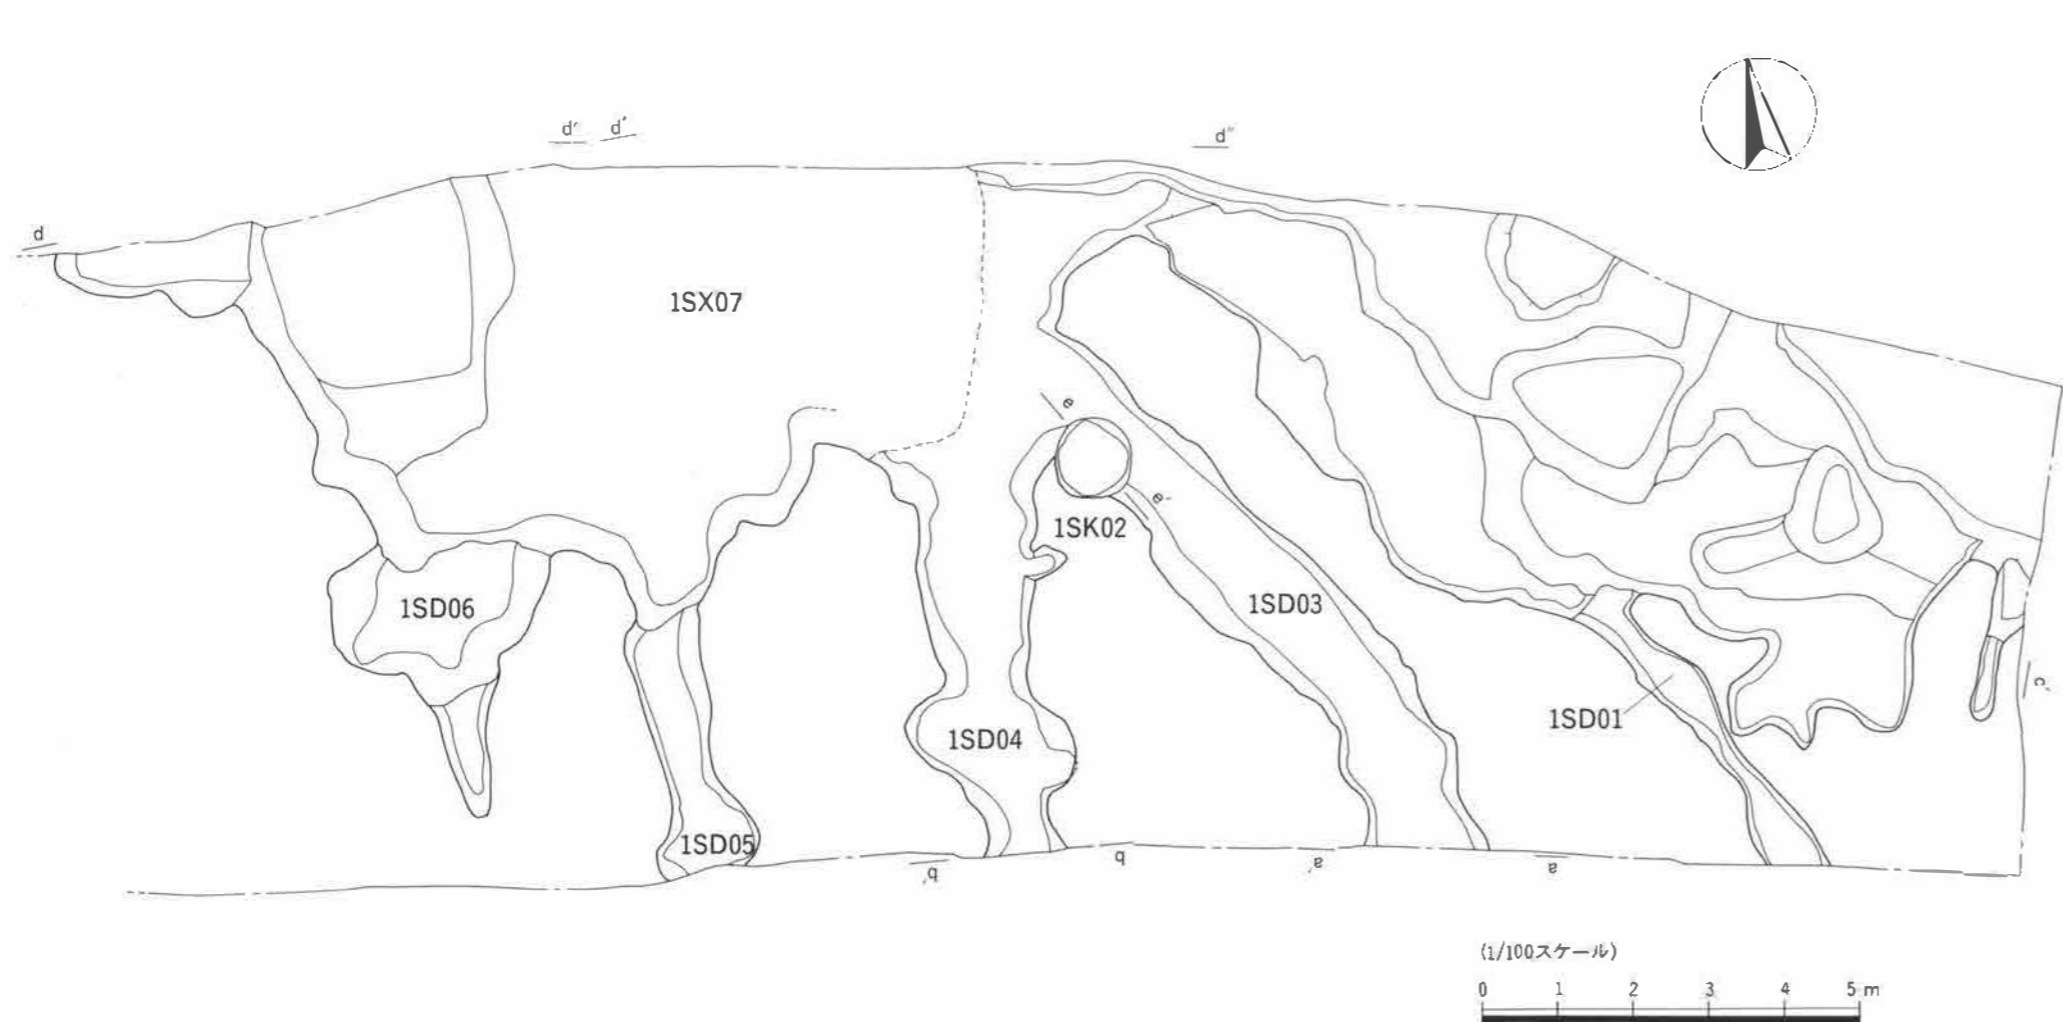 d' d' d"
d
1SX07
e
e'
1SK02
1SD06
1SD03
c'
1SD01
1SD04
1SD05
b' b a' a
(1/100スケール)
0 1 2 3 4 5 m